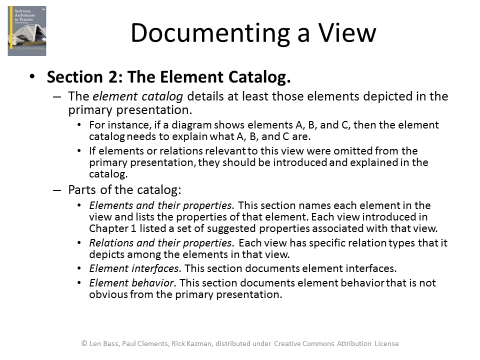 Software
Architecture
in Practice
Documenting a View
• Section 2: The Element Catalog.
– The element catalog details at least those elements depicted in the
primary presentation.
• For instance, if a diagram shows elements A, B, and C, then the element
catalog needs to explain what A, B, and C are.
• If elements or relations relevant to this view were omitted from the
primary presentation, they should be introduced and explained in the
catalog.
– Parts of the catalog:
• Elements and their properties. This section names each element in the
view and lists the properties of that element. Each view introduced in
Chapter 1 listed a set of suggested properties associated with that view.
• Relations and their properties. Each view has specific relation types that it
depicts among the elements in that view.
• Element interfaces. This section documents element interfaces.
• Element behavior. This section documents element behavior that is not
obvious from the primary presentation.
© Len Bass, Paul Clements, Rick Kazman, distributed under Creative Commons Attribution License